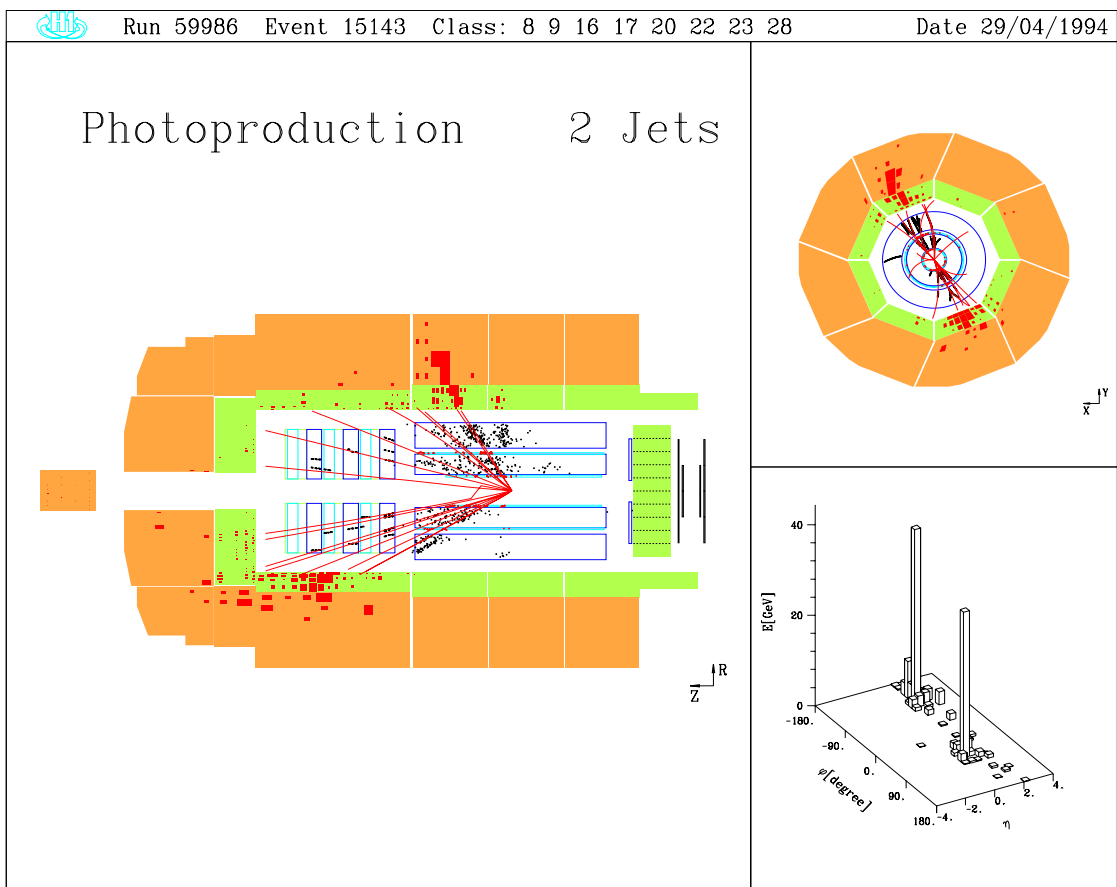 H1 Run 59986 Event 15143 Class: 8 9 16 17 20 22 23 28 Date 29/04/1994
Photoproduction 2 Jets
R
Z
Y
X
E[GeV]
40
20
0
-180.
-90.
0.
90.
180.
φ[degree]
-4.
-2.
0.
2.
4.
η